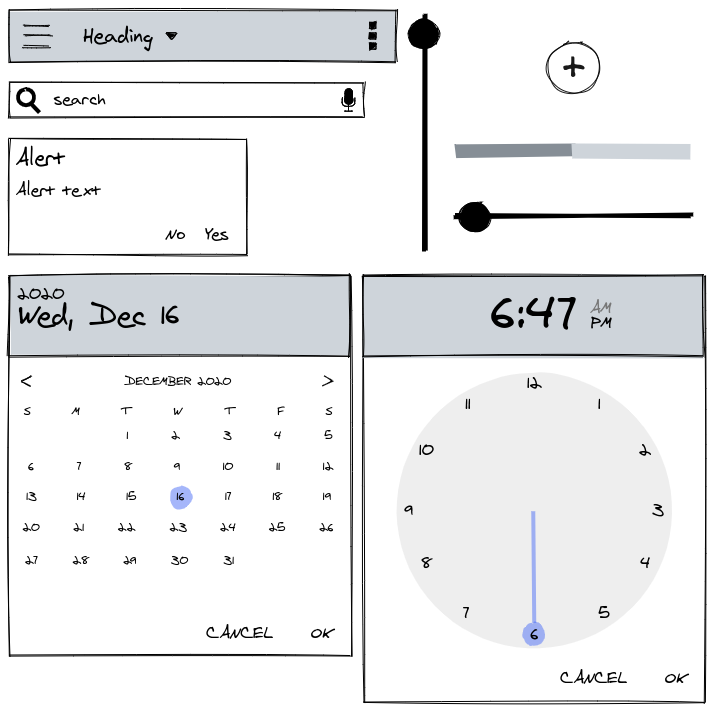 Heading
search
Alert
Alert text
No Yes
2020
Wed, Dec 16
< DECEMBER 2020 >
S M T W T F S
1 2 3 4 5
6 7 8 9 10 11 12
13 14 15 16 17 18 19
20 21 22 23 24 25 26
27 28 29 30 31
CANCEL OK
6:47 AM
PM
12
11 1
10 2
9 3
8 4
7 5
6
CANCEL OK